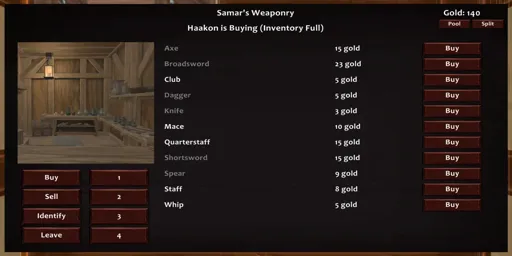 Samar's Weaponry
Gold: 140
Haakon is Buying (Inventory Full)
Pool Split
Axe 15 gold Buy
Broadsword 23 gold Buy
Club 5 gold Buy
Dagger 5 gold Buy
Knife 3 gold Buy
Mace 10 gold Buy
Quarterstaff 15 gold Buy
Shortsword 15 gold Buy
Spear 9 gold Buy
Staff 8 gold Buy
Whip 5 gold Buy
Buy 1
Sell 2
Identify 3
Leave 4